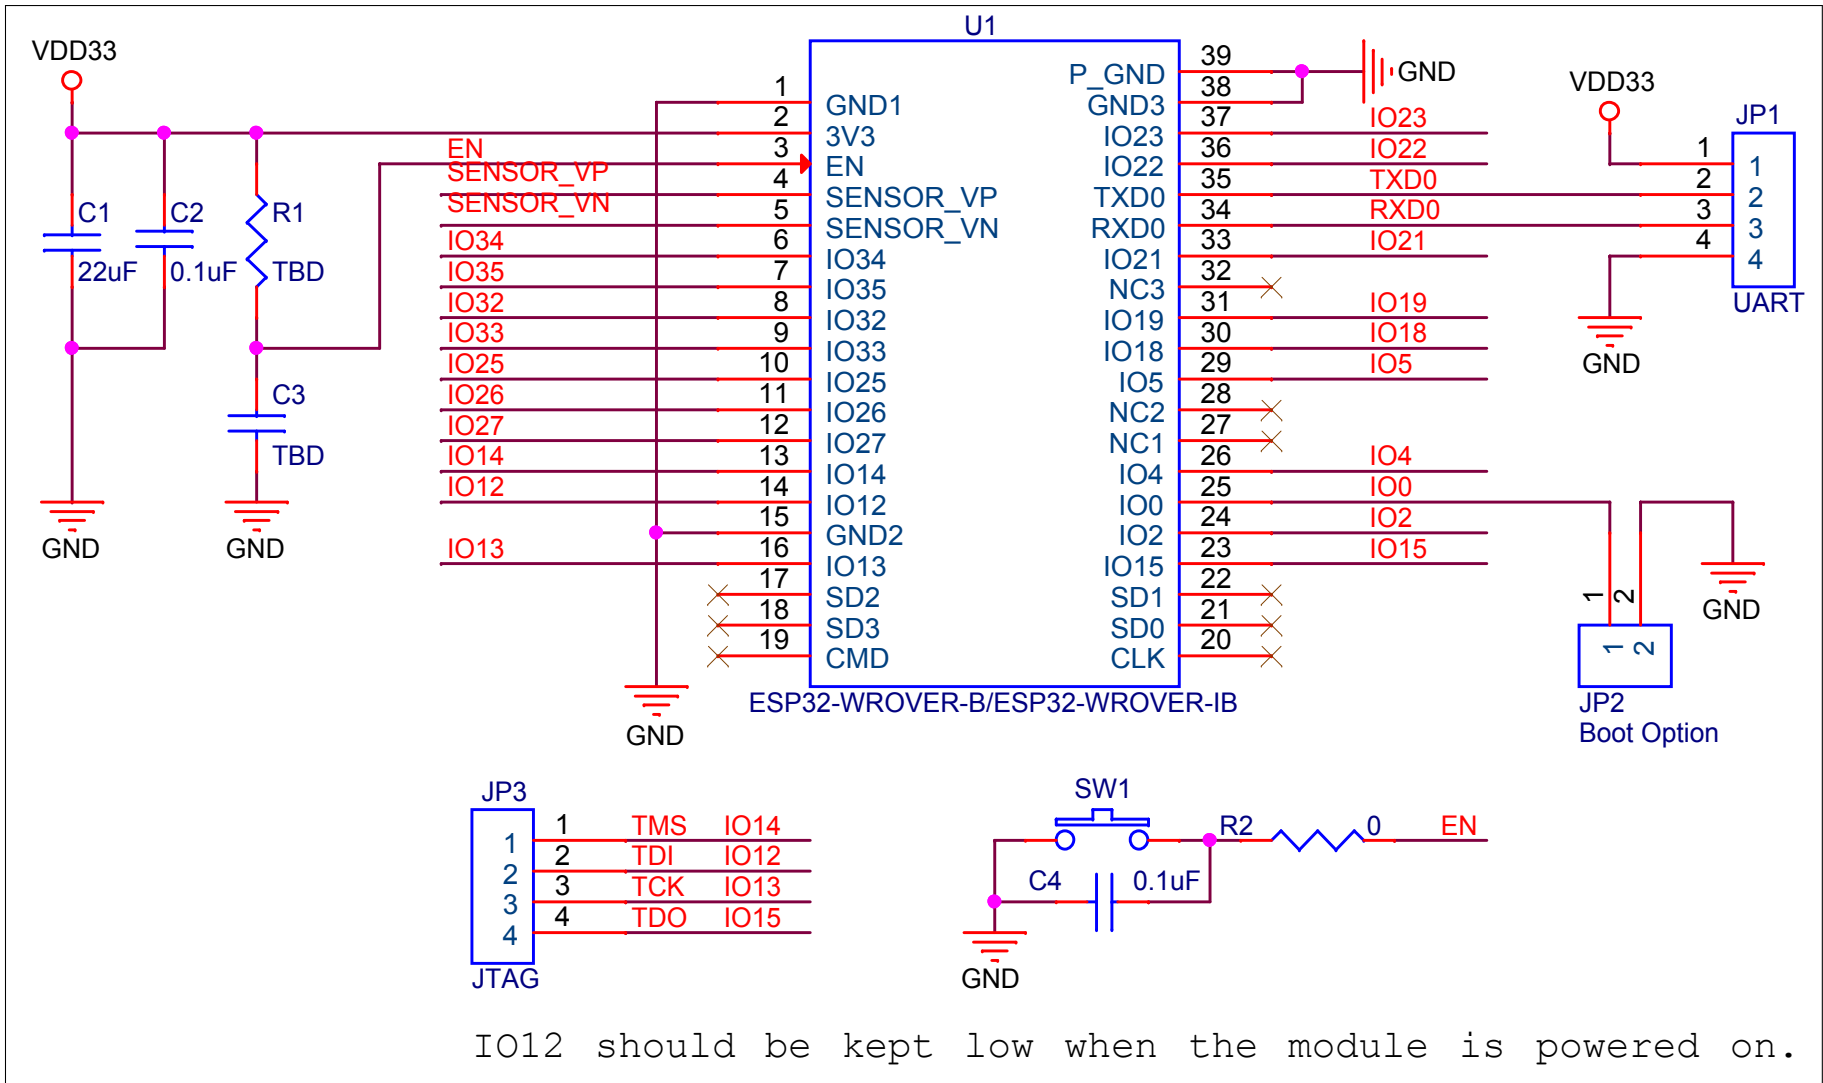 U1
VDD33
C1
22uF
C2
0.1uF
R1
TBD
C3
TBD
GND
GND
EN
SENSOR_VP
SENSOR_VN
IO34
IO35
IO32
IO33
IO25
IO26
IO27
IO14
IO12
IO13
1 GND1
2 3V3
3 EN
4 SENSOR_VP
5 SENSOR_VN
6 IO34
7 IO35
8 IO32
9 IO33
10 IO25
11 IO26
12 IO27
13 IO14
14 IO12
15 GND2
16 IO13
17 SD2
18 SD3
19 CMD
GND
P_GND 39
GND3 38
IO23 37
IO22 36
TXD0 35
RXD0 34
IO21 33
NC3 32
IO19 31
IO18 30
IO5 29
NC2 28
NC1 27
IO4 26
IO0 25
IO2 24
IO15 23
SD1 22
SD0 21
CLK 20
ESP32-WROVER-B/ESP32-WROVER-IB
GND
IO23
IO22
TXD0
RXD0
IO21
IO19
IO18
IO5
IO4
IO0
IO2
IO15
VDD33
JP1
1 1
2 2
3 3
4 4
UART
GND
1 2
1 2
JP2
Boot Option
GND
JP3
1 1 TMS IO14
2 2 TDI IO12
3 3 TCK IO13
4 4 TDO IO15
JTAG
SW1
R2 0 EN
C4 0.1uF
GND
IO12 should be kept low when the module is powered on.